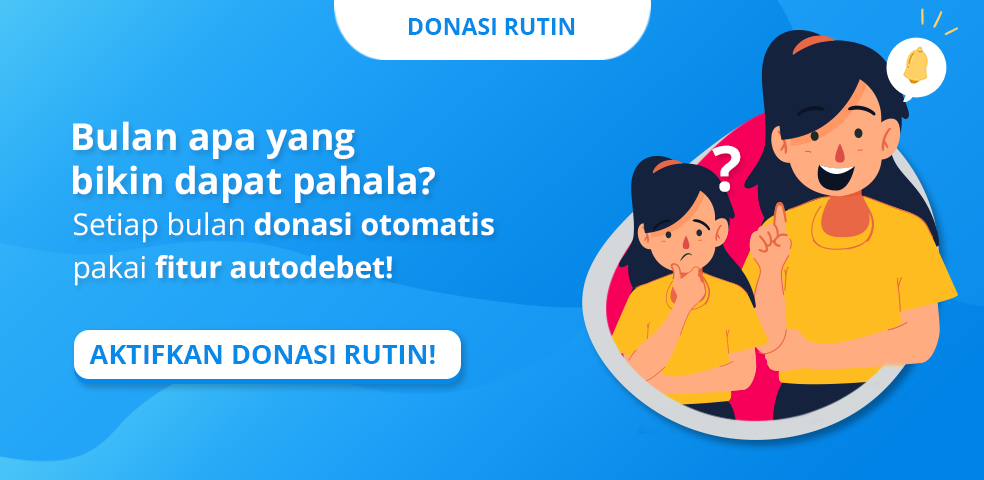 DONASI RUTIN
Bulan apa yang
bikin dapat pahala?
Setiap bulan donasi otomatis
pakai fitur autodebet!
AKTIFKAN DONASI RUTIN!
?